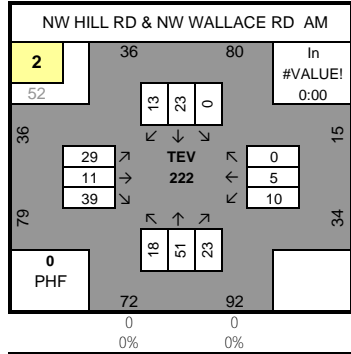 NW HILL RD & NW WALLACE RD AM
2 36 80 In
52 #VALUE!
0:00
13 23 0
↙ ↓ ↘
36 15
29 ↗ TEV ↖ 0
11 → 222 ← 5
39 ↘ ↙ 10
↖ ↑ ↗
79 34
18 51 23
0
PHF
72 92
0 0
0% 0%